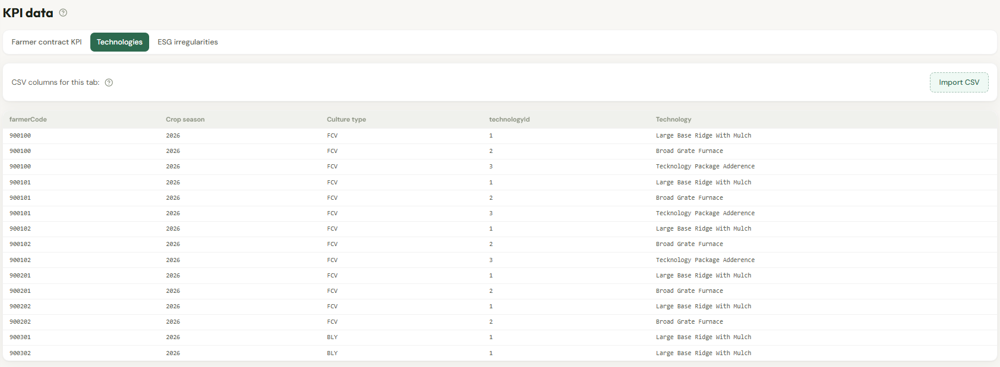 KPI data ?
Farmer contract KPI Technologies ESG irregularities
CSV columns for this tab: ? Import CSV
farmerCode Crop season Culture type technologyId Technology
900100 2026 FCV 1 Large Base Ridge With Mulch
900100 2026 FCV 2 Broad Grate Furnace
900100 2026 FCV 3 Tecknology Package Adderence
900101 2026 FCV 1 Large Base Ridge With Mulch
900101 2026 FCV 2 Broad Grate Furnace
900101 2026 FCV 3 Tecknology Package Adderence
900102 2026 FCV 1 Large Base Ridge With Mulch
900102 2026 FCV 2 Broad Grate Furnace
900102 2026 FCV 3 Tecknology Package Adderence
900201 2026 FCV 1 Large Base Ridge With Mulch
900201 2026 FCV 2 Broad Grate Furnace
900202 2026 FCV 1 Large Base Ridge With Mulch
900202 2026 FCV 2 Broad Grate Furnace
900301 2026 BLY 1 Large Base Ridge With Mulch
900302 2026 BLY 1 Large Base Ridge With Mulch